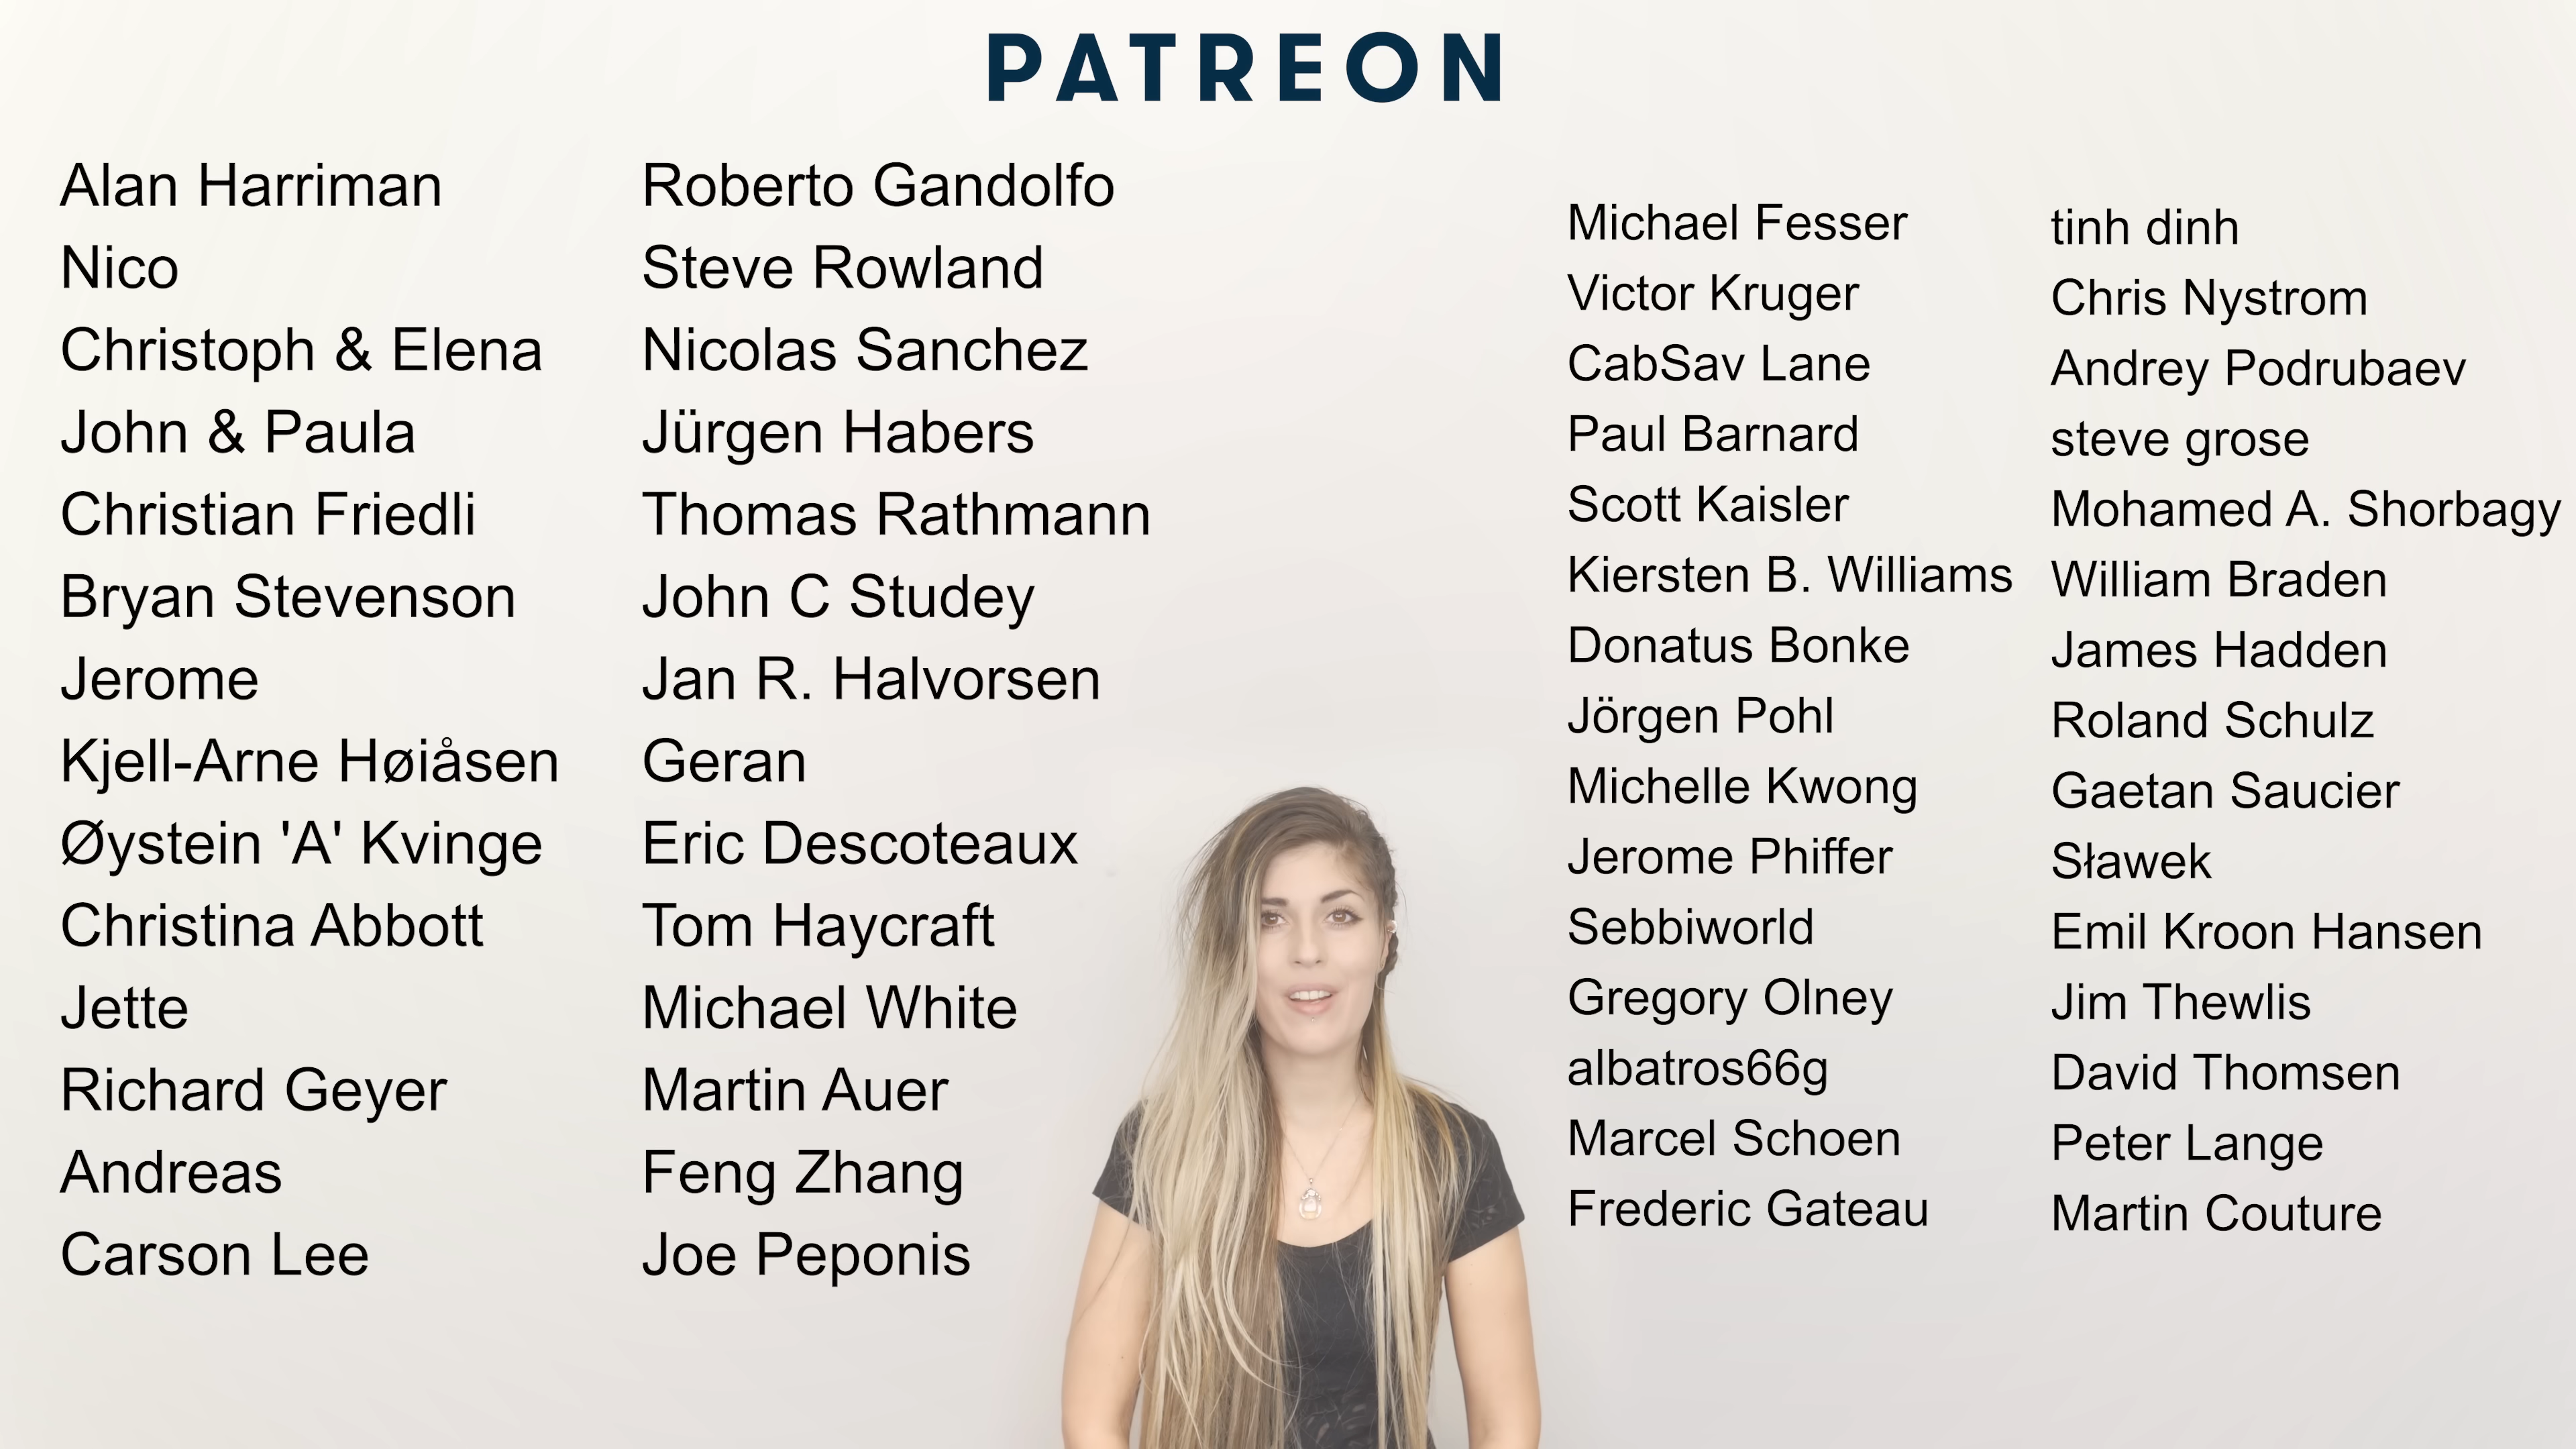 PATREON
Alan Harriman
Nico
Christoph & Elena
John & Paula
Christian Friedli
Bryan Stevenson
Jerome
Kjell-Arne Høiåsen
Øystein 'A' Kvinge
Christina Abbott
Jette
Richard Geyer
Andreas
Carson Lee
Roberto Gandolfo
Steve Rowland
Nicolas Sanchez
Jürgen Habers
Thomas Rathmann
John C Studey
Jan R. Halvorsen
Geran
Eric Descoteaux
Tom Haycraft
Michael White
Martin Auer
Feng Zhang
Joe Peponis
Michael Fesser
Victor Kruger
CabSav Lane
Paul Barnard
Scott Kaisler
Kiersten B. Williams
Donatus Bonke
Jörgen Pohl
Michelle Kwong
Jerome Phiffer
Sebbiworld
Gregory Olney
albatros66g
Marcel Schoen
Frederic Gateau
tinh dinh
Chris Nystrom
Andrey Podrubaev
steve grose
Mohamed A. Shorbagy
William Braden
James Hadden
Roland Schulz
Gaetan Saucier
Sławek
Emil Kroon Hansen
Jim Thewlis
David Thomsen
Peter Lange
Martin Couture